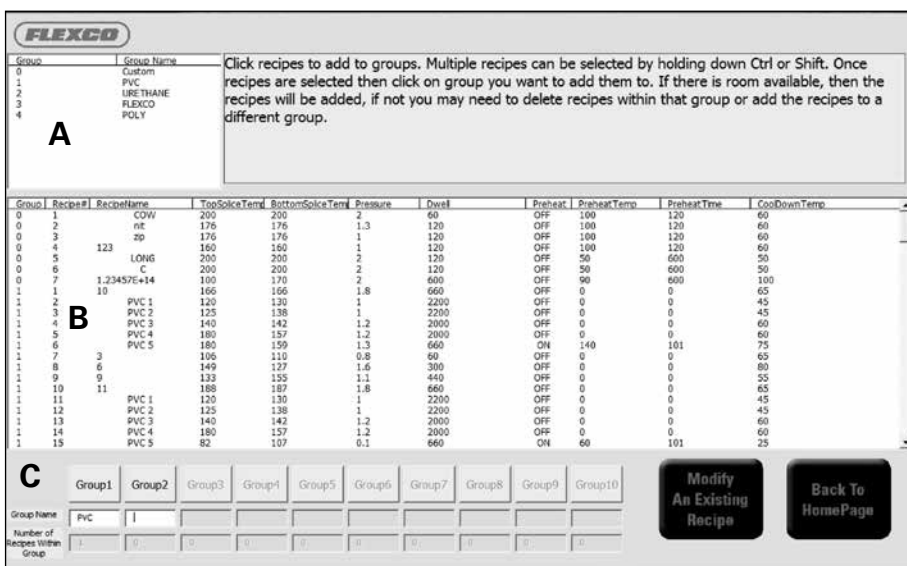 FLEXCO
Group Group Name
0 Custom
1 PVC
2 URETHANE
3 FLEXCO
4 POLY
A
Click recipes to add to groups. Multiple recipes can be selected by holding down Ctrl or Shift. Once
recipes are selected then click on group you want to add them to. If there is room available, then the
recipes will be added, if not you may need to delete recipes within that group or add the recipes to a
different group.
Group Recipe# RecipeName TopSpliceTemp BottomSpliceTemp Pressure Dwell Preheat PreheatTemp PreheatTime CoolDownTemp
0 1 COW 200 200 2 60 OFF 100 120 60
0 2 nit 176 176 1.3 120 OFF 100 120 60
0 3 zip 176 176 1 120 OFF 100 120 60
0 4 123 160 160 1 120 OFF 100 120 60
0 5 LONG 200 200 2 120 OFF 50 600 50
0 6 C 200 200 2 120 OFF 50 600 50
0 7 1.23457E+14 100 170 2 600 OFF 90 600 100
1 1 10 166 166 1.8 660 OFF 0 0 65
1 2 PVC 1 120 130 1 2200 OFF 0 0 45
1 3 PVC 2 125 138 1 2200 OFF 0 0 45
1 4 PVC 3 140 142 1.2 2000 OFF 0 0 60
1 5 PVC 4 180 157 1.2 2000 OFF 0 0 60
1 6 PVC 5 180 159 1.3 660 ON 140 101 75
1 7 3 106 110 0.8 60 OFF 0 0 65
1 8 6 149 127 1.6 300 OFF 0 0 80
1 9 9 133 155 1.1 440 OFF 0 0 55
1 10 11 188 187 1.8 660 OFF 0 0 65
1 11 PVC 1 120 130 1 2200 OFF 0 0 45
1 12 PVC 2 125 138 1 2200 OFF 0 0 45
1 13 PVC 3 140 142 1.2 2000 OFF 0 0 60
1 14 PVC 4 180 157 1.2 2000 OFF 0 0 60
1 15 PVC 5 82 107 0.1 660 ON 60 101 25
B
C
Group1 Group2 Group3 Group4 Group5 Group6 Group7 Group8 Group9 Group10
Group Name PVC
Number of
Recipes Within
Group
1 0 0 0 0 0 0 0 0 0
Modify
An Existing
Recipe
Back To
HomePage